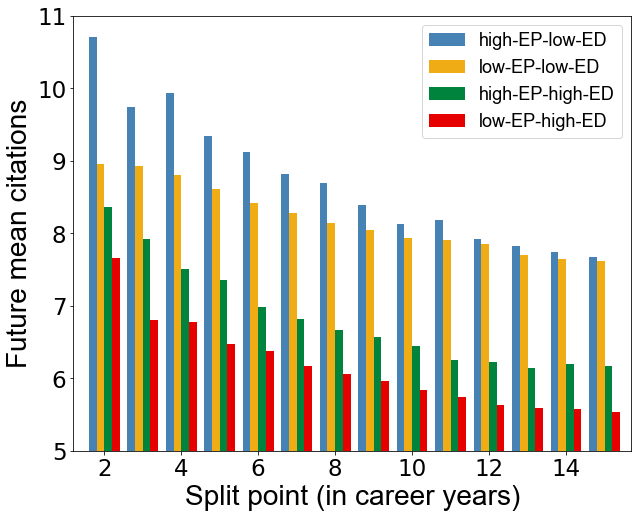 11
10
9
8
7
6
5
Future mean citations
high-EP-low-ED
low-EP-low-ED
high-EP-high-ED
low-EP-high-ED
2 4 6 8 10 12 14
Split point (in career years)